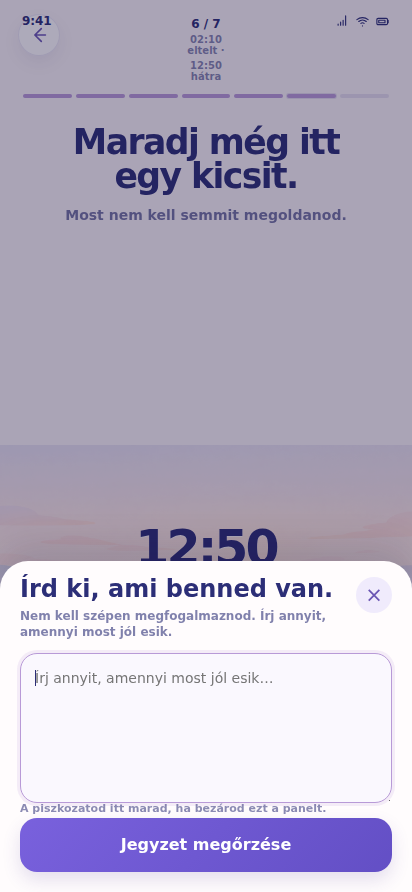 9:41
6 / 7
02:10
eltelt ·
12:50
hátra
Maradj még itt
egy kicsit.
Most nem kell semmit megoldanod.
12:50
Írd ki, ami benned van.
Nem kell szépen megfogalmaznod. Írj annyit,
amennyi most jól esik.
Írj annyit, amennyi most jól esik…
A piszkozatod itt marad, ha bezárod ezt a panelt.
Jegyzet megőrzése